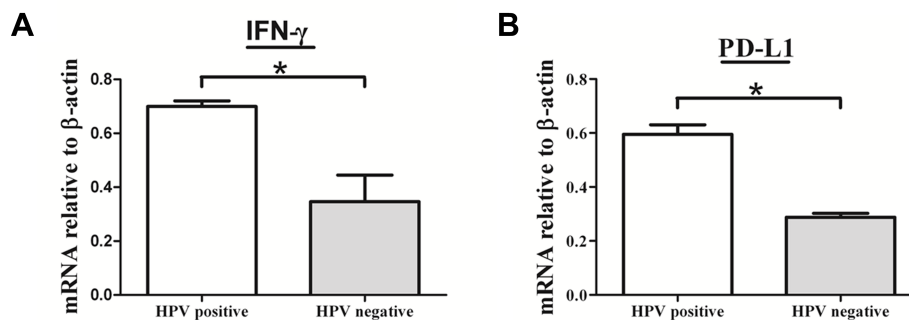 A
IFN-γ
*
mRNA relative to β-actin
0.8
0.6
0.4
0.2
0.0
HPV positive HPV negative
B
PD-L1
*
mRNA relative to β-actin
0.8
0.6
0.4
0.2
0.0
HPV positive HPV negative